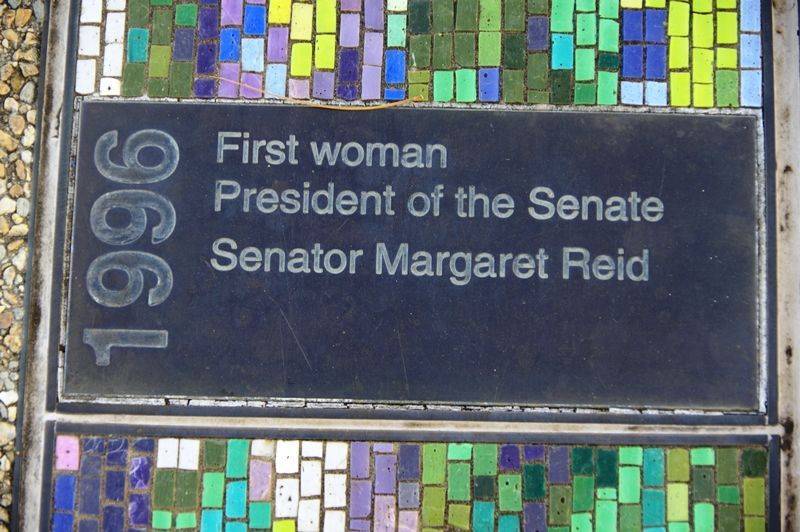 1996
First woman
President of the Senate
Senator Margaret Reid